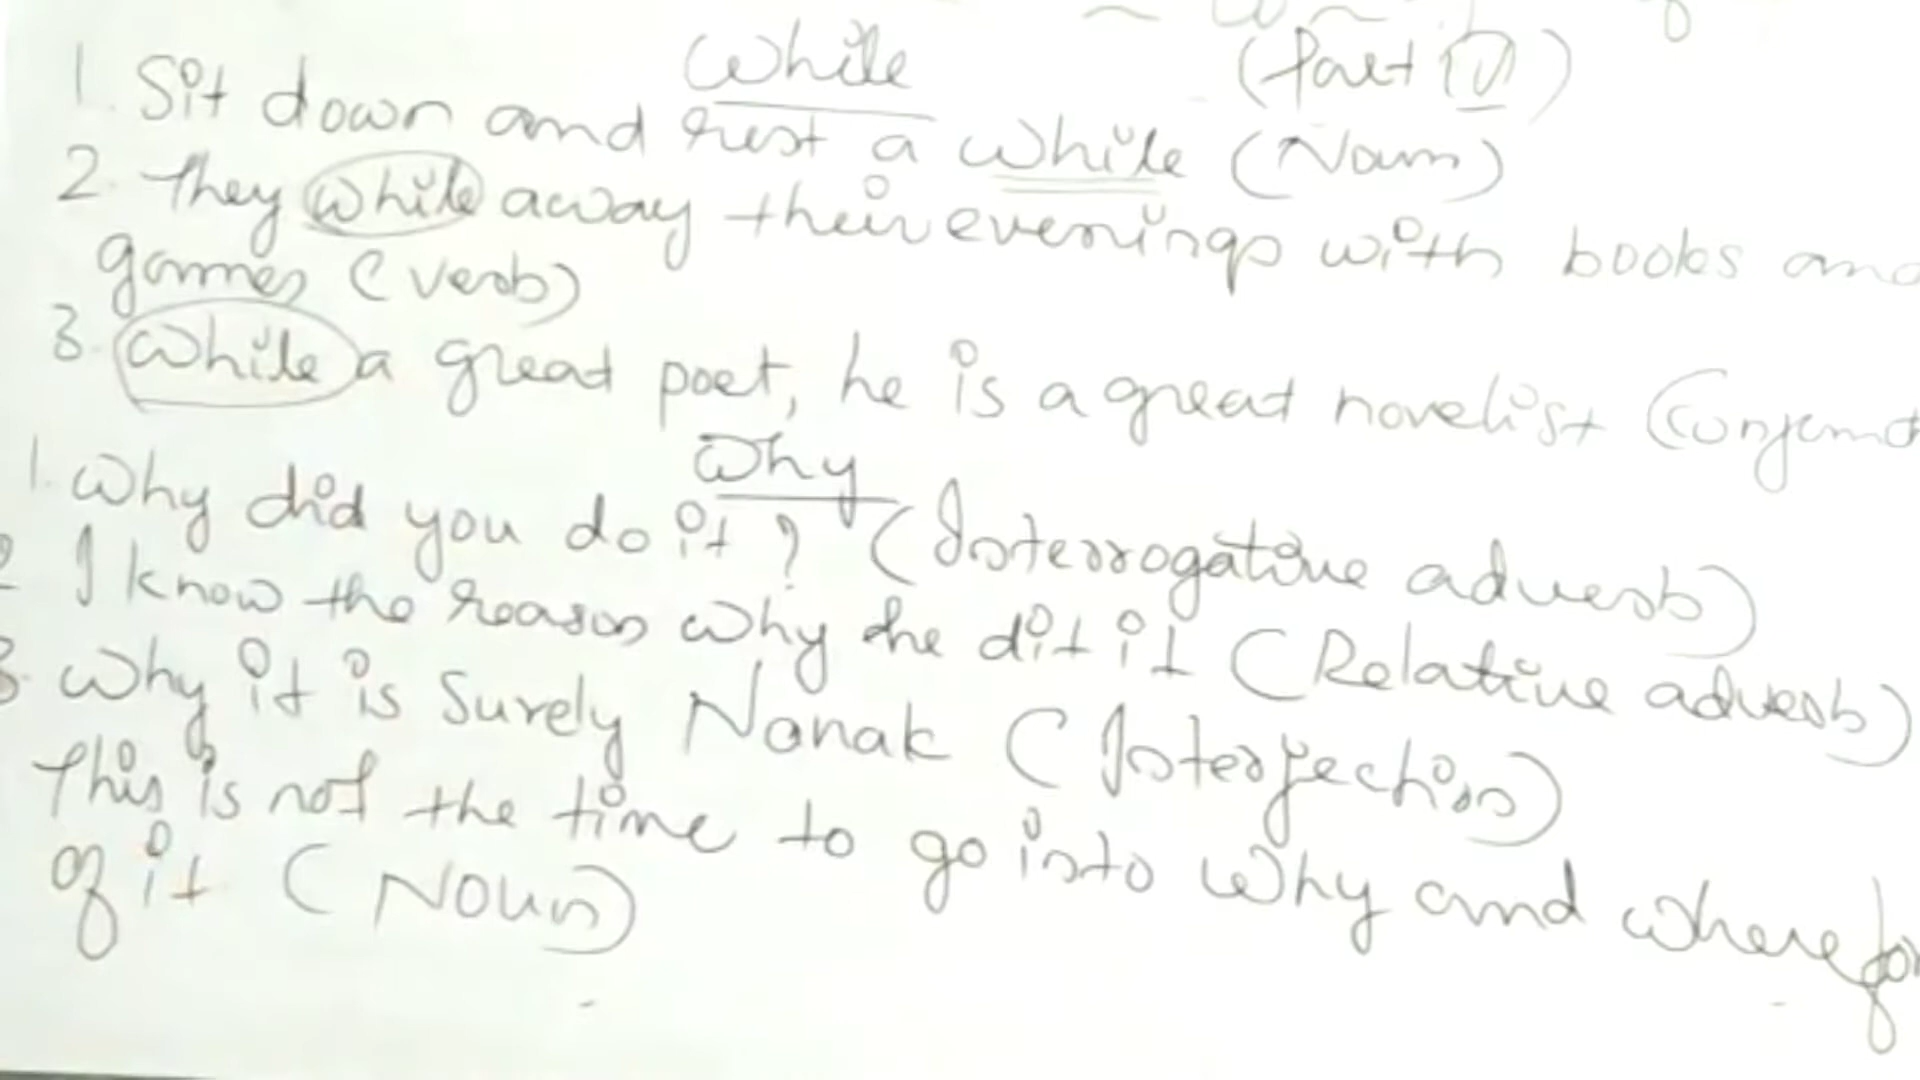 while (Part IV)
1. Sit down and rest a while (Noun)
2. They while away their evenings with books and
games (verb)
3. While a great poet, he is a great novelist (Conjunct
Why
1. Why did you do it? (Interrogative adverb)
2 I know the reason why he dit it (Relative adverb)
3. Why it is Surely Nanak (Interjection)
This is not the time to go into why and wherefor
of it (Noun)